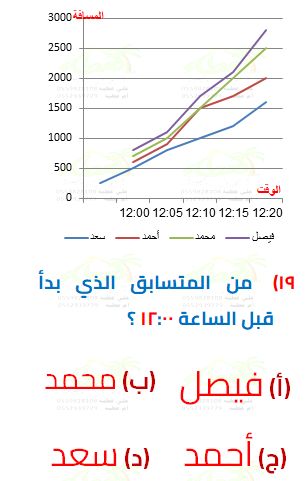 المسافة
3000
2500
2000
1500
1000
500
0
الوقت
12:00 12:05 12:10 12:15 12:20
فيصل محمد أحمد سعد
١٩) من المتسابق الذي بدأ
قبل الساعة ١٢:٠٠ ؟
(أ) فيصل (ب) محمد
(ج) أحمد (د) سعد